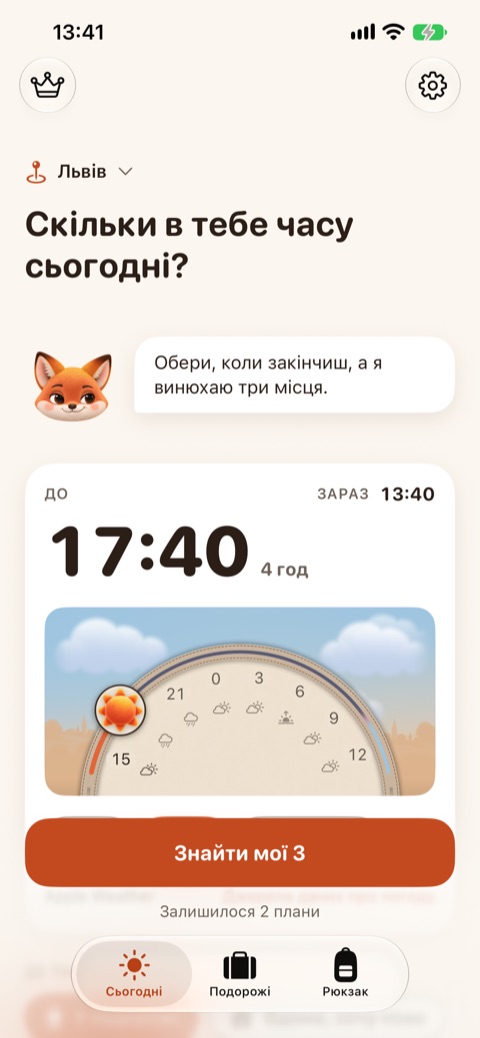 13:41
Львів
Скільки в тебе часу
сьогодні?
Обери, коли закінчиш, а я
винюхаю три місця.
ДО
ЗАРАЗ 13:40
17:40 4 год
15
21
0
3
6
9
12
Знайти мої 3
Залишилося 2 плани
Сьогодні
Подорожі
Рюкзак